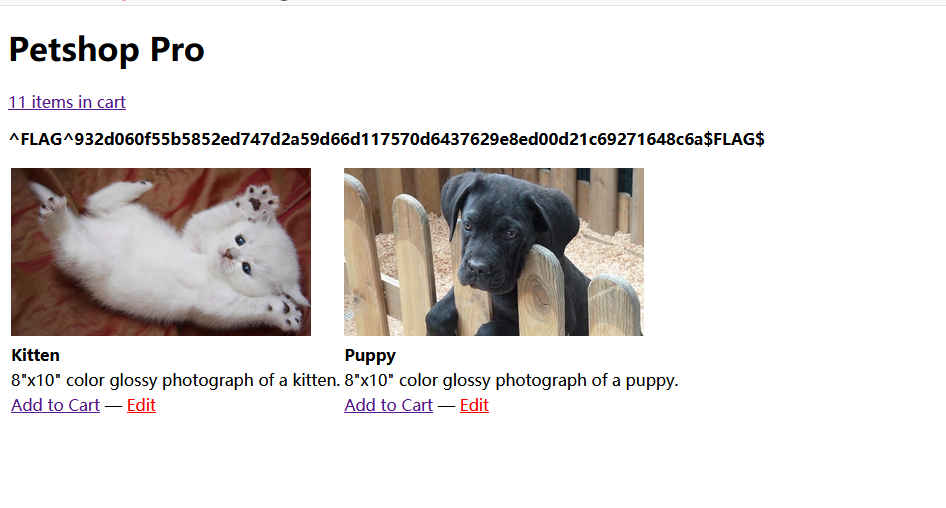 Petshop Pro
11 items in cart
^FLAG^932d060f55b5852ed747d2a59d66d117570d6437629e8ed00d21c69271648c6a$FLAG$
Kitten
8"x10" color glossy photograph of a kitten.
Add to Cart — Edit
Puppy
8"x10" color glossy photograph of a puppy.
Add to Cart — Edit